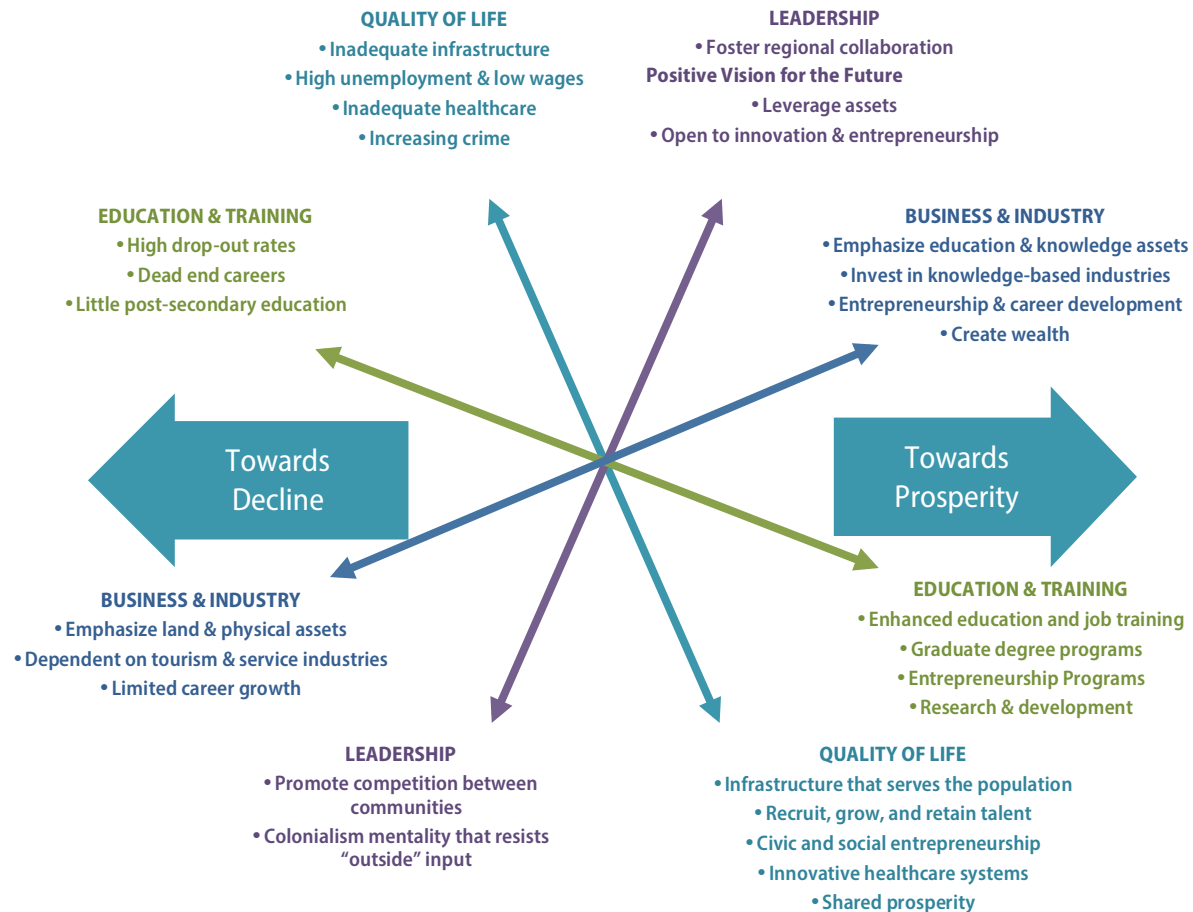 QUALITY OF LIFE
• Inadequate infrastructure
• High unemployment & low wages
• Inadequate healthcare
• Increasing crime
LEADERSHIP
• Foster regional collaboration
Positive Vision for the Future
• Leverage assets
• Open to innovation & entrepreneurship
EDUCATION & TRAINING
• High drop-out rates
• Dead end careers
• Little post-secondary education
BUSINESS & INDUSTRY
• Emphasize education & knowledge assets
• Invest in knowledge-based industries
• Entrepreneurship & career development
• Create wealth
Towards
Decline
Towards
Prosperity
BUSINESS & INDUSTRY
• Emphasize land & physical assets
• Dependent on tourism & service industries
• Limited career growth
EDUCATION & TRAINING
• Enhanced education and job training
• Graduate degree programs
• Entrepreneurship Programs
• Research & development
LEADERSHIP
• Promote competition between
communities
• Colonialism mentality that resists
“outside” input
QUALITY OF LIFE
• Infrastructure that serves the population
• Recruit, grow, and retain talent
• Civic and social entrepreneurship
• Innovative healthcare systems
• Shared prosperity